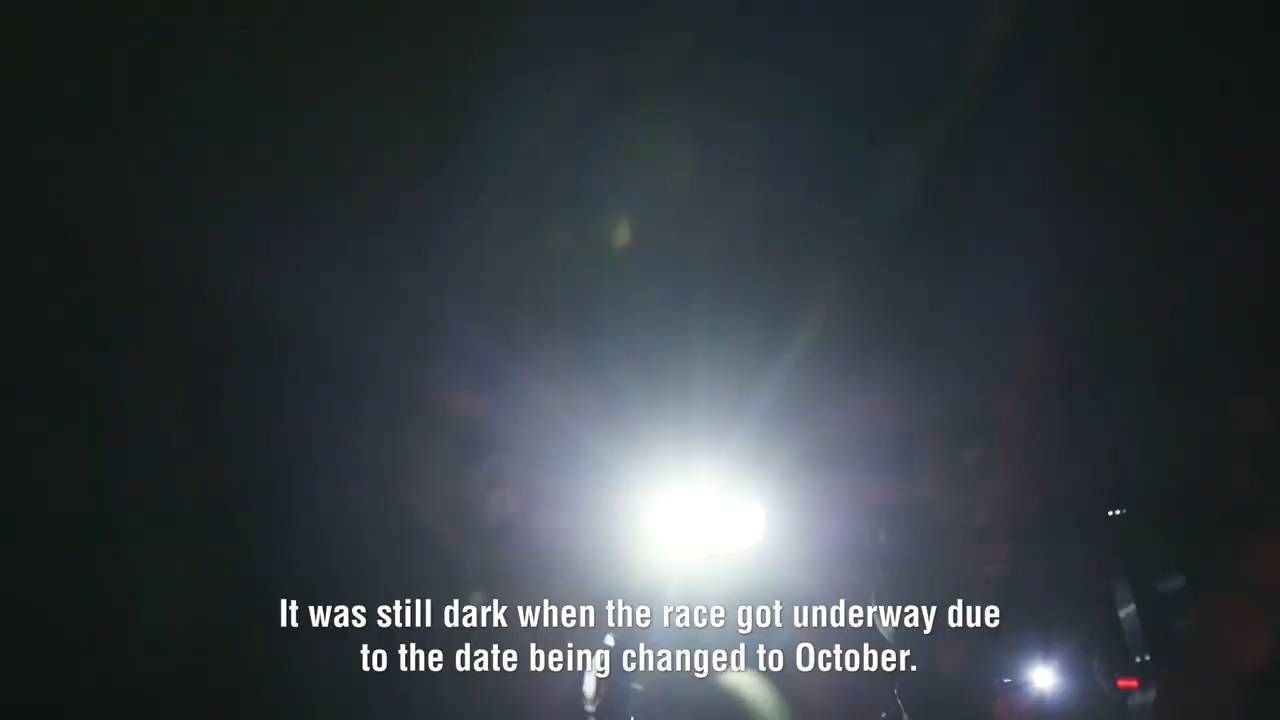 It was still dark when the race got underway due
to the date being changed to October.